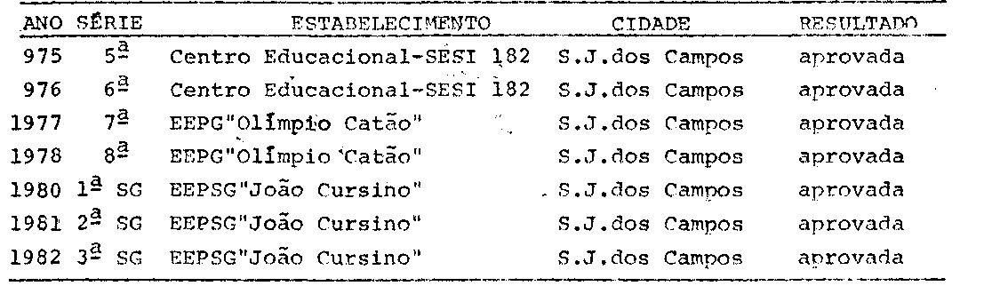 ANO SÉRIE ESTABELECIMENTO CIDADE RESULTADO
975 5ª Centro Educacional-SESI 182 S.J.dos Campos aprovada
976 6ª Centro Educacional-SESI 182 S.J.dos Campos aprovada
1977 7ª EEPG"Olímpio Catão" S.J.dos Campos aprovada
1978 8ª EEPG"Olímpio Catão" S.J.dos Campos aprovada
1980 1ª SG EEPSG"João Cursino" S.J.dos Campos aprovada
1981 2ª SG EEPSG"João Cursino" S.J.dos Campos aprovada
1982 3ª SG EEPSG"João Cursino" S.J.dos Campos aprovada